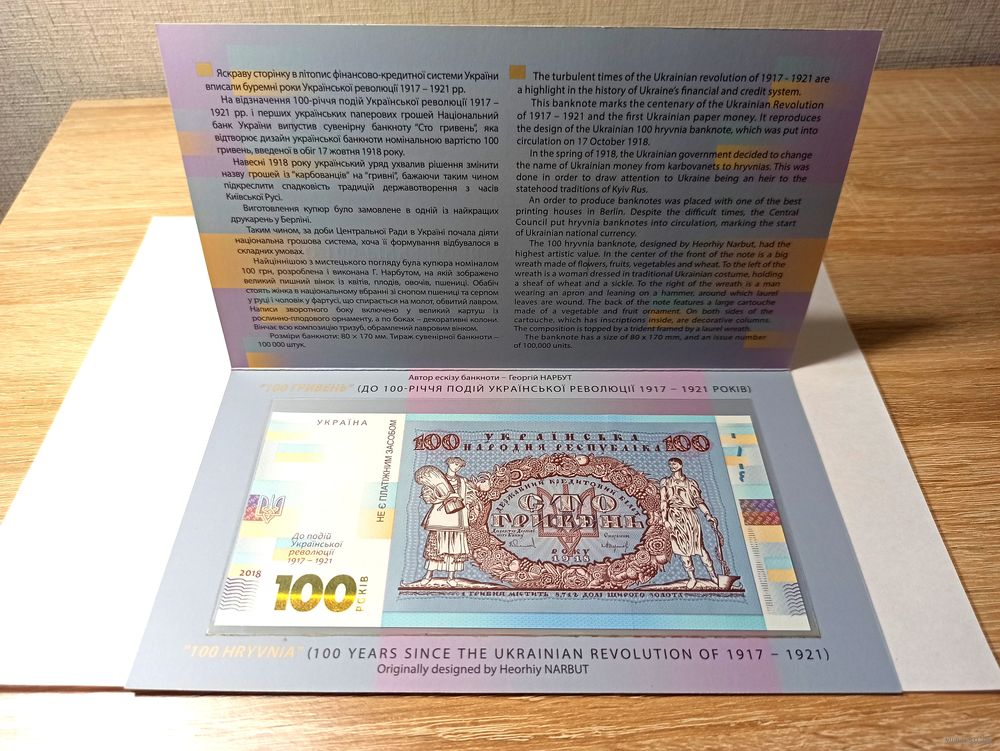 Яскраву сторінку в літопис фінансово-кредитної системи України
вписали буремні роки Української революції 1917 – 1921 рр.
На відзначення 100-річчя подій Української революції 1917 –
1921 рр. і перших українських паперових грошей Національний
банк України випустив сувенірну банкноту "Сто гривень", яка
відтворює дизайн української банкноти номінальною вартістю 100
гривень, введеної в обіг 17 жовтня 1918 року.
Навесні 1918 року український уряд ухвалив рішення змінити
назву грошей із "карбованців" на "гривні", бажаючи таким чином
підкреслити спадковість традицій державотворення з часів
Київської Русі.
Виготовлення купюр було замовлене в одній із найкращих
друкарень у Берліні.
Таким чином, за доби Центральної Ради в Україні почала діяти
національна грошова система, хоча її формування відбувалося в
складних умовах.
Найціннішою з мистецького погляду була купюра номіналом
100 грн, розроблена і виконана Г. Нарбутом, на якій зображено
великий пишний вінок із квітів, плодів, овочів, пшениці. Обабіч
стоять жінка в національному вбранні зі снопом пшениці та серпом
у руці і чоловік у фартусі, що спирається на молот, обвитий лавром.
Написи зворотного боку включено у великий картуш із
рослинно-плодового орнаменту, а по боках – декоративні колони.
Вінчає всю композицію тризуб, обрамлений лавровим вінком.
Розміри банкноти: 80 × 170 мм. Тираж сувенірної банкноти –
100 000 штук.
The turbulent times of the Ukrainian revolution of 1917 - 1921 are
a highlight in the history of Ukraine's financial and credit system.
This banknote marks the centenary of the Ukrainian Revolution
of 1917 – 1921 and the first Ukrainian paper money. It reproduces
the design of the Ukrainian 100 hryvnia banknote, which was put into
circulation on 17 October 1918.
In the spring of 1918, the Ukrainian government decided to change
the name of Ukrainian money from karbovanets to hryvnias. This was
done in order to draw attention to Ukraine being an heir to the
statehood traditions of Kyiv Rus.
An order to produce banknotes was placed with one of the best
printing houses in Berlin. Despite the difficult times, the Central
Council put hryvnia banknotes into circulation, marking the start
of Ukrainian national currency.
The 100 hryvnia banknote, designed by Heorhiy Narbut, had the
highest artistic value. In the center of the front of the note is a big
wreath made of flowers, fruits, vegetables and wheat. To the left of the
wreath is a woman dressed in traditional Ukrainian costume, holding
a sheaf of wheat and a sickle. To the right of the wreath is a man
wearing an apron and leaning on a hammer, around which laurel
leaves are wound. The back of the note features a large cartouche
made of a vegetable and fruit ornament. On both sides of the
cartouche, which has inscriptions inside, are decorative columns.
The composition is topped by a trident framed by a laurel wreath.
The banknote has a size of 80 x 170 mm, and an issue number
of 100,000 units.
Автор ескізу банкноти – Георгій НАРБУТ
"100 ГРИВЕНЬ" (ДО 100-РІЧЧЯ ПОДІЙ УКРАЇНСЬКОЇ РЕВОЛЮЦІЇ 1917 – 1921 РОКІВ)
УКРАЇНА
НЕ Є ПЛАТІЖНИМ ЗАСОБОМ
До подій
Української
революції
1917 – 1921
2018
100
РОКІВ
100 УКРАЇНСЬКА 100
НАРОДНЯ РЕСПУБЛІКА
ДЕРЖАВНИЙ КРЕДИТОВИЙ БІЛЕТ
СТО
ГРИВЕНЬ
РОКУ
1918
1 ГРИВНЯ МІСТИТЬ 8,712 ДОЛІ ЩИРОГО ЗОЛОТА
"100 HRYVNIA" (100 YEARS SINCE THE UKRAINIAN REVOLUTION OF 1917 – 1921)
Originally designed by Heorhiy NARBUT